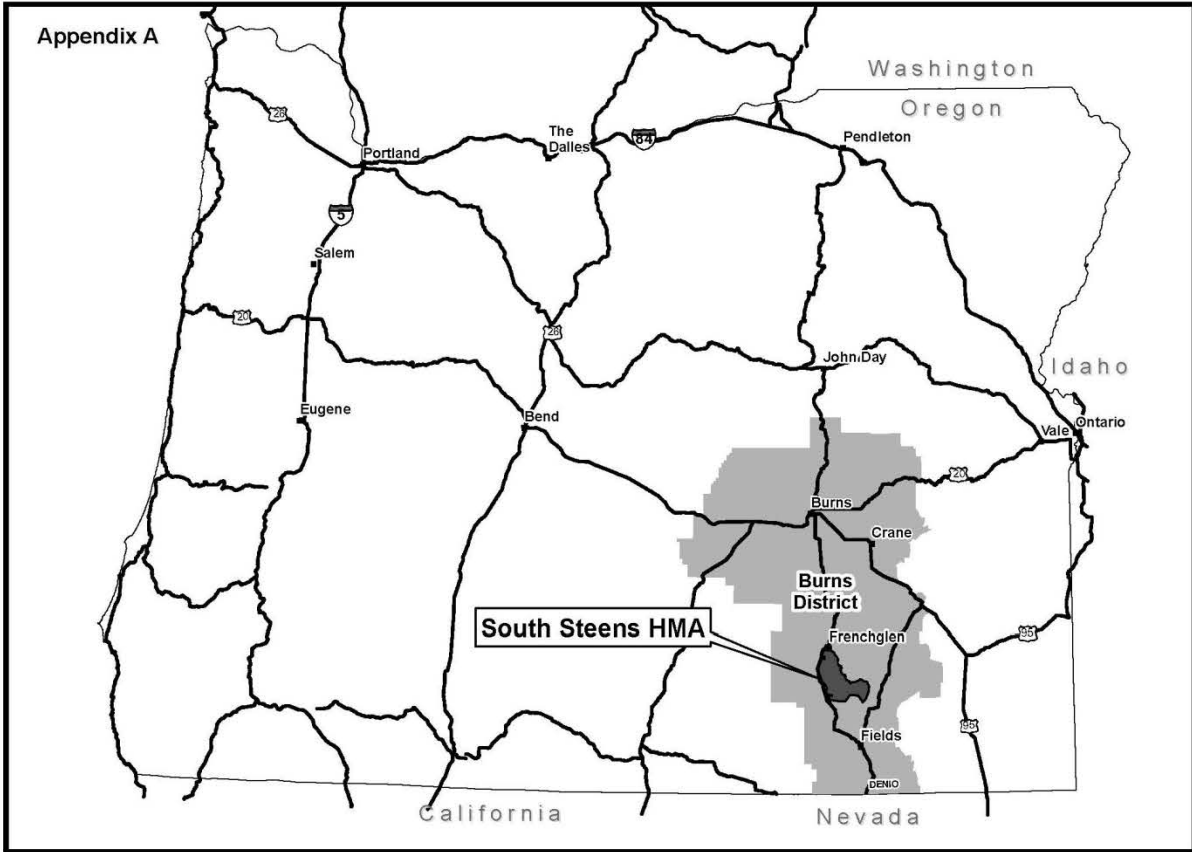 Appendix A
Washington
Oregon
26
The
Dalles
84
Pendleton
Portland
5
Salem
20
26
John Day
Idaho
Eugene
Bend
Vale
Ontario
20
Burns
Crane
Burns
District
South Steens HMA
Frenchglen
95
95
Fields
DENIO
California
Nevada